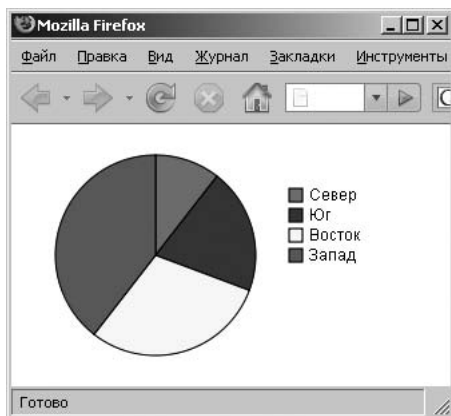 Mozilla Firefox
Файл Правка Вид Журнал Закладки Инструменты
Север
Юг
Восток
Запад
Готово